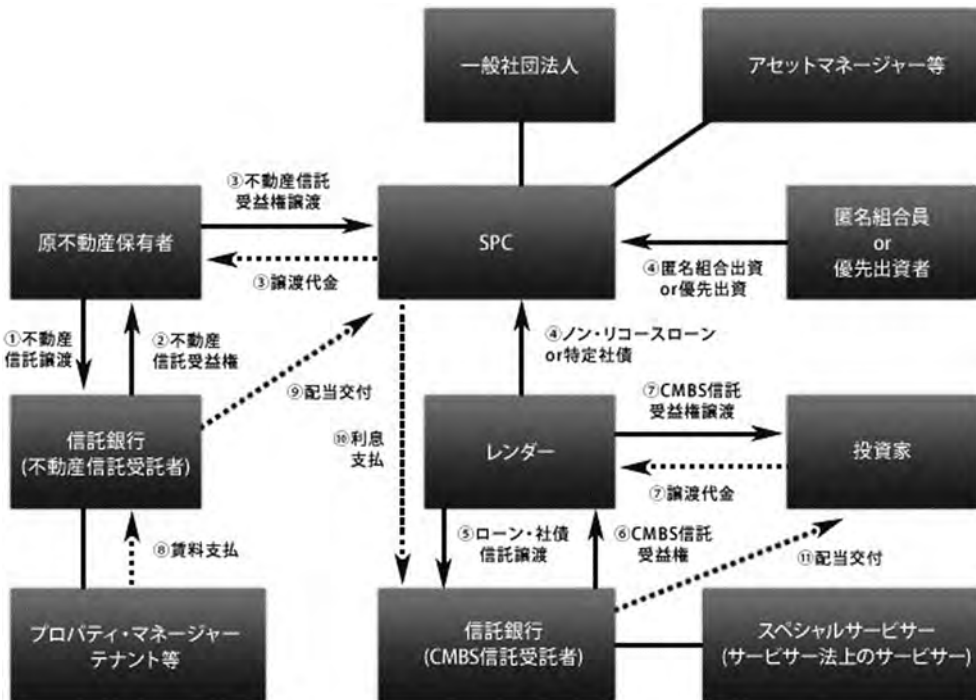 一般社団法人
アセットマネージャー等
③不動産信託
受益権譲渡
原不動産保有者
SPC
匿名組合員
or
優先出資者
③譲渡代金
④匿名組合出資
or優先出資
①不動産
信託譲渡
②不動産
信託受益権
④ノン・リコースローン
or特定社債
⑨配当交付
⑦CMBS信託
受益権譲渡
信託銀行
(不動産信託受託者)
⑩利息
支払
レンダー
投資家
⑦譲渡代金
⑧賃料支払
⑤ローン・社債
信託譲渡
⑥CMBS信託
受益権
⑪配当交付
プロパティ・マネージャー
テナント等
信託銀行
(CMBS信託受託者)
スペシャルサービサー
(サービサー法上のサービサー)